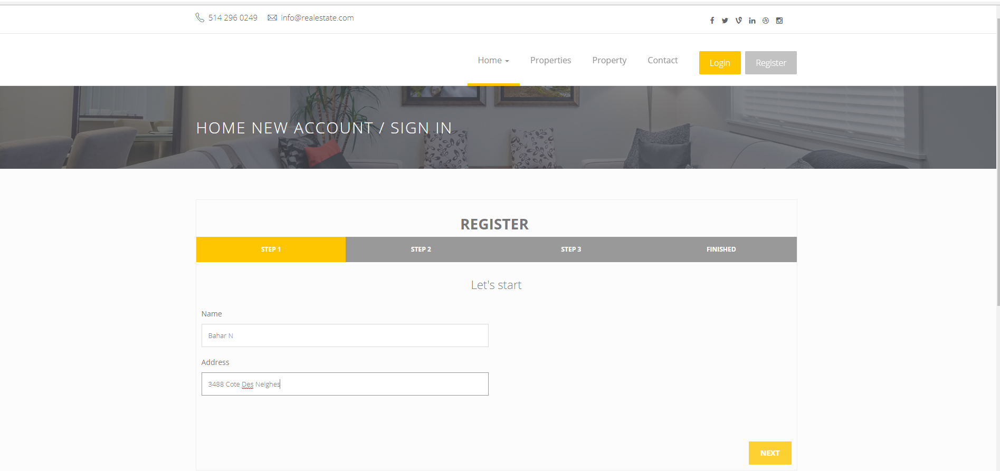 514 296 0249 info@realestate.com
Home Properties Property Contact Login Register
HOME NEW ACCOUNT / SIGN IN
REGISTER
STEP 1 STEP 2 STEP 3 FINISHED
Let's start
Name
Bahar N
Address
3488 Cote Des Neighes
NEXT